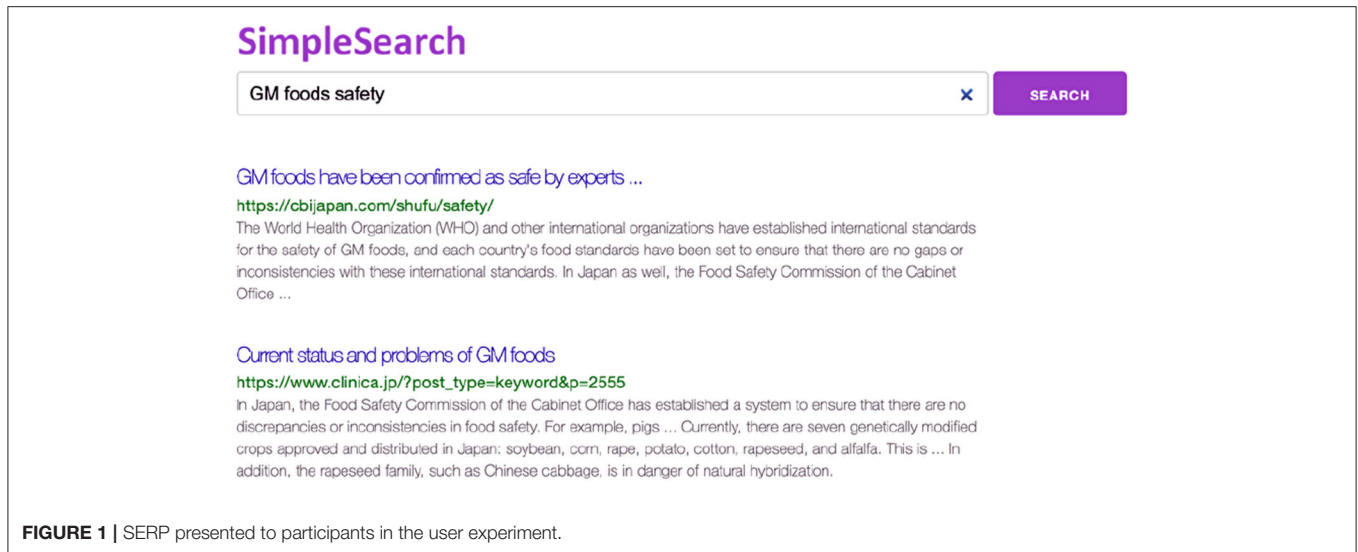 SimpleSearch
GM foods safety
×
SEARCH
GM foods have been confirmed as safe by experts ...
https://cbijapan.com/shufu/safety/
The World Health Organization (WHO) and other international organizations have established international standards
for the safety of GM foods, and each country's food standards have been set to ensure that there are no gaps or
inconsistencies with these international standards. In Japan as well, the Food Safety Commission of the Cabinet
Office ...
Current status and problems of GM foods
https://www.clinica.jp/?post_type=keyword&p=2555
In Japan, the Food Safety Commission of the Cabinet Office has established a system to ensure that there are no
discrepancies or inconsistencies in food safety. For example, pigs ... Currently, there are seven genetically modified
crops approved and distributed in Japan: soybean, corn, rape, potato, cotton, rapeseed, and alfalfa. This is ... In
addition, the rapeseed family, such as Chinese cabbage, is in danger of natural hybridization.
FIGURE 1 | SERP presented to participants in the user experiment.